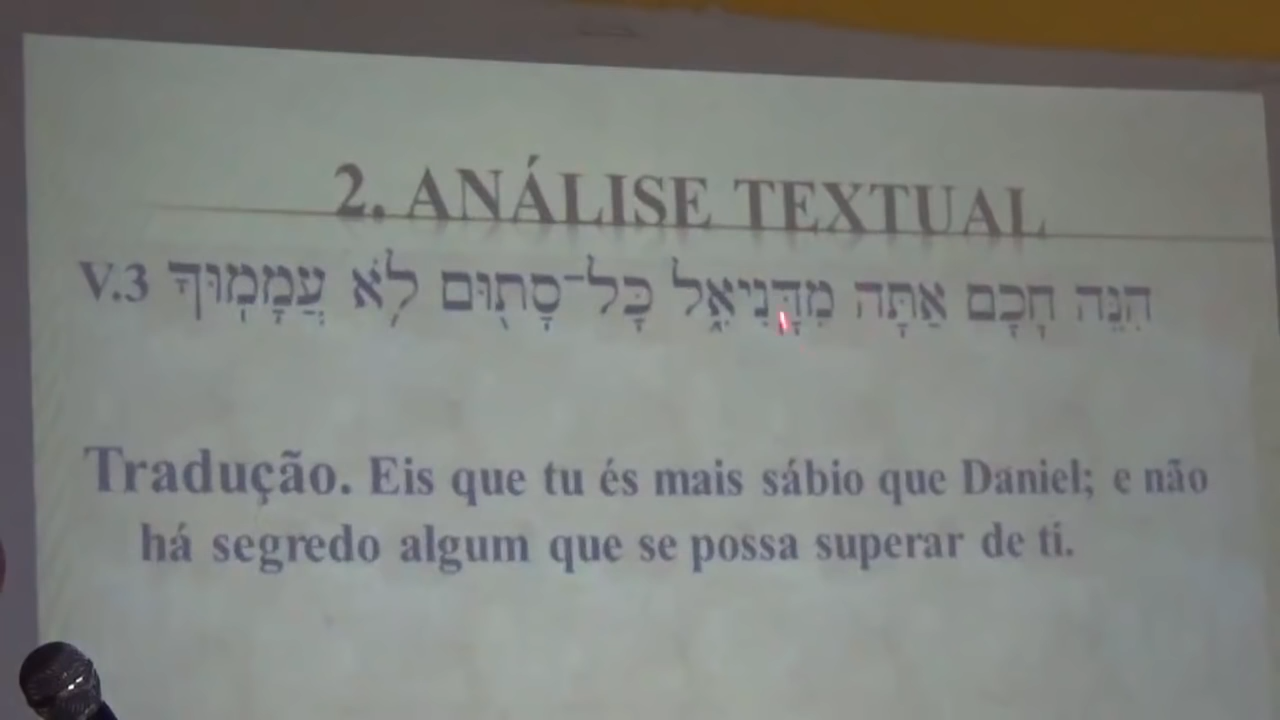 2. ANÁLISE TEXTUAL
V.3 הִנֵּה חָכָם אַתָּה מִדָּנִיֵּאל כָּל־סָתוּם לֹא עֲמָמוּךָ
Tradução. Eis que tu és mais sábio que Daniel; e não
há segredo algum que se possa superar de ti.